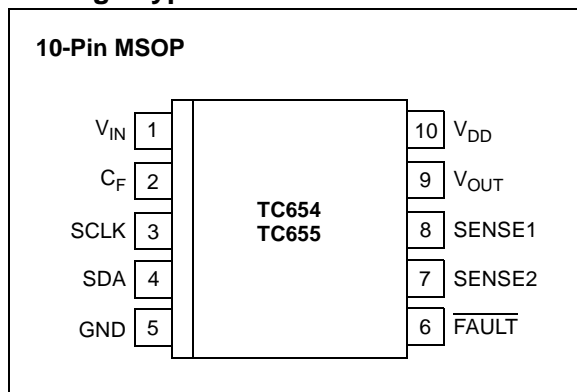 10-Pin MSOP
VIN 1
CF 2
SCLK 3
SDA 4
GND 5
TC654
TC655
10 VDD
9 VOUT
8 SENSE1
7 SENSE2
6 FAULT